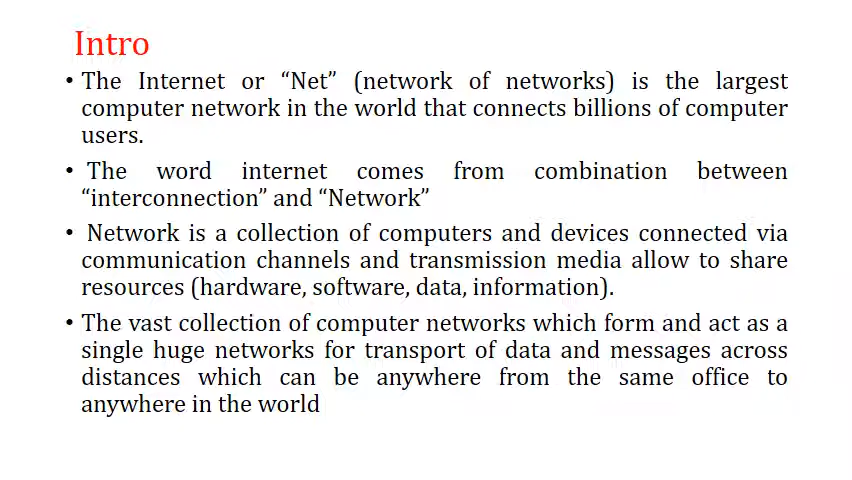 Intro
• The Internet or “Net” (network of networks) is the largest
computer network in the world that connects billions of computer
users.
• The word internet comes from combination between
“interconnection” and “Network”
• Network is a collection of computers and devices connected via
communication channels and transmission media allow to share
resources (hardware, software, data, information).
• The vast collection of computer networks which form and act as a
single huge networks for transport of data and messages across
distances which can be anywhere from the same office to
anywhere in the world